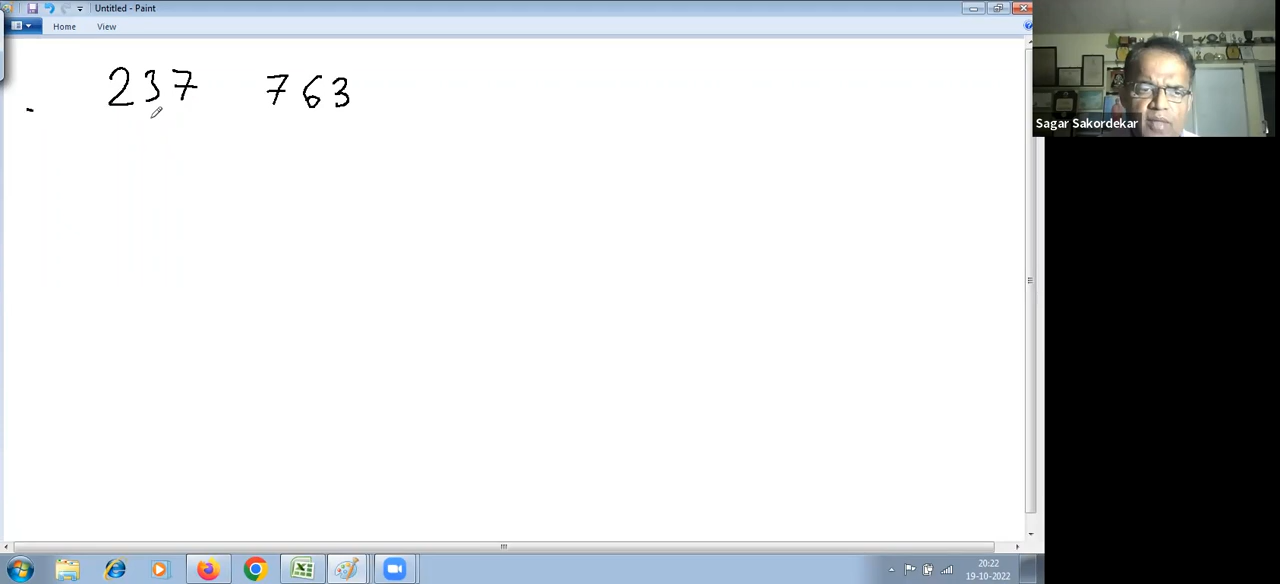 Untitled - Paint
Home View
237 763
Sagar Sakordekar
20:22
19-10-2022